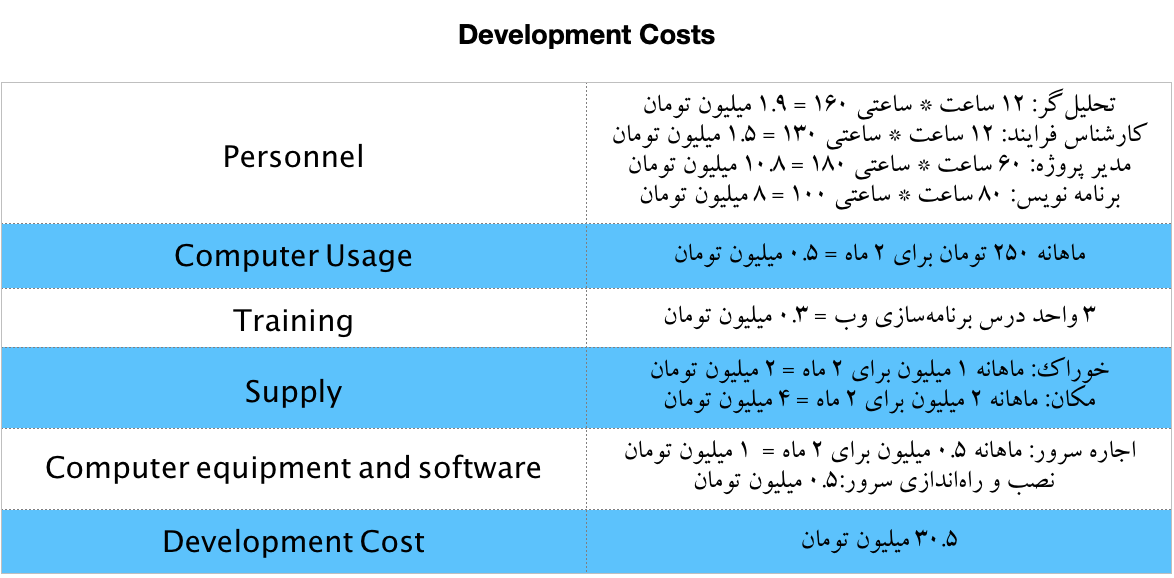 Development Costs
Personnel
تحلیل‌گر: ۱۲ ساعت * ساعتی ۱۶۰ = ۱.۹ میلیون تومان
کارشناس فرایند: ۱۲ ساعت * ساعتی ۱۳۰ = ۱.۵ میلیون تومان
مدیر پروژه: ۶۰ ساعت * ساعتی ۱۸۰ = ۱۰.۸ میلیون تومان
برنامه نویس: ۸۰ ساعت * ساعتی ۱۰۰ = ۸ میلیون تومان
Computer Usage
ماهانه ۲۵۰ تومان برای ۲ ماه = ۰.۵ میلیون تومان
Training
۳ واحد درس برنامه‌سازی وب = ۰.۳ میلیون تومان
Supply
خوراک: ماهانه ۱ میلیون برای ۲ ماه = ۲ میلیون تومان
مکان: ماهانه ۲ میلیون برای ۲ ماه = ۴ میلیون تومان
Computer equipment and software
اجاره سرور: ماهانه ۰.۵ میلیون برای ۲ ماه = ۱ میلیون تومان
نصب و راه‌اندازی سرور:۰.۵ میلیون تومان
Development Cost
۳۰.۵ میلیون تومان